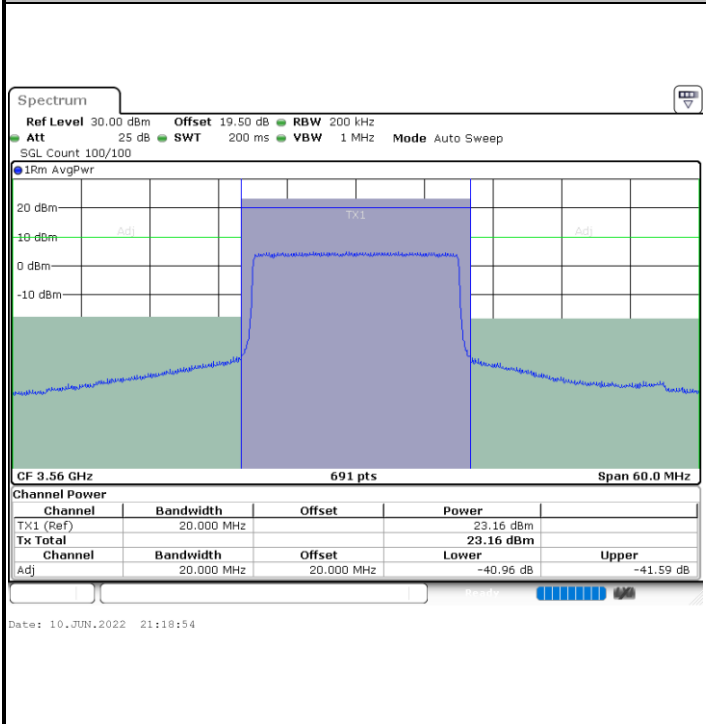 Spectrum
Ref Level 30.00 dBm Offset 19.50 dB RBW 200 kHz
Att 25 dB SWT 200 ms VBW 1 MHz Mode Auto Sweep
SGL Count 100/100
1Rm AvgPwr
20 dBm
TX1
Adj
Adj
10 dBm
0 dBm
-10 dBm
CF 3.56 GHz 691 pts Span 60.0 MHz
Channel Power
Channel Bandwidth Offset Power
TX1 (Ref) 20.000 MHz 23.16 dBm
Tx Total 23.16 dBm
Channel Bandwidth Offset Lower Upper
Adj 20.000 MHz 20.000 MHz -40.96 dB -41.59 dB
Ready
Date: 10.JUN.2022 21:18:54